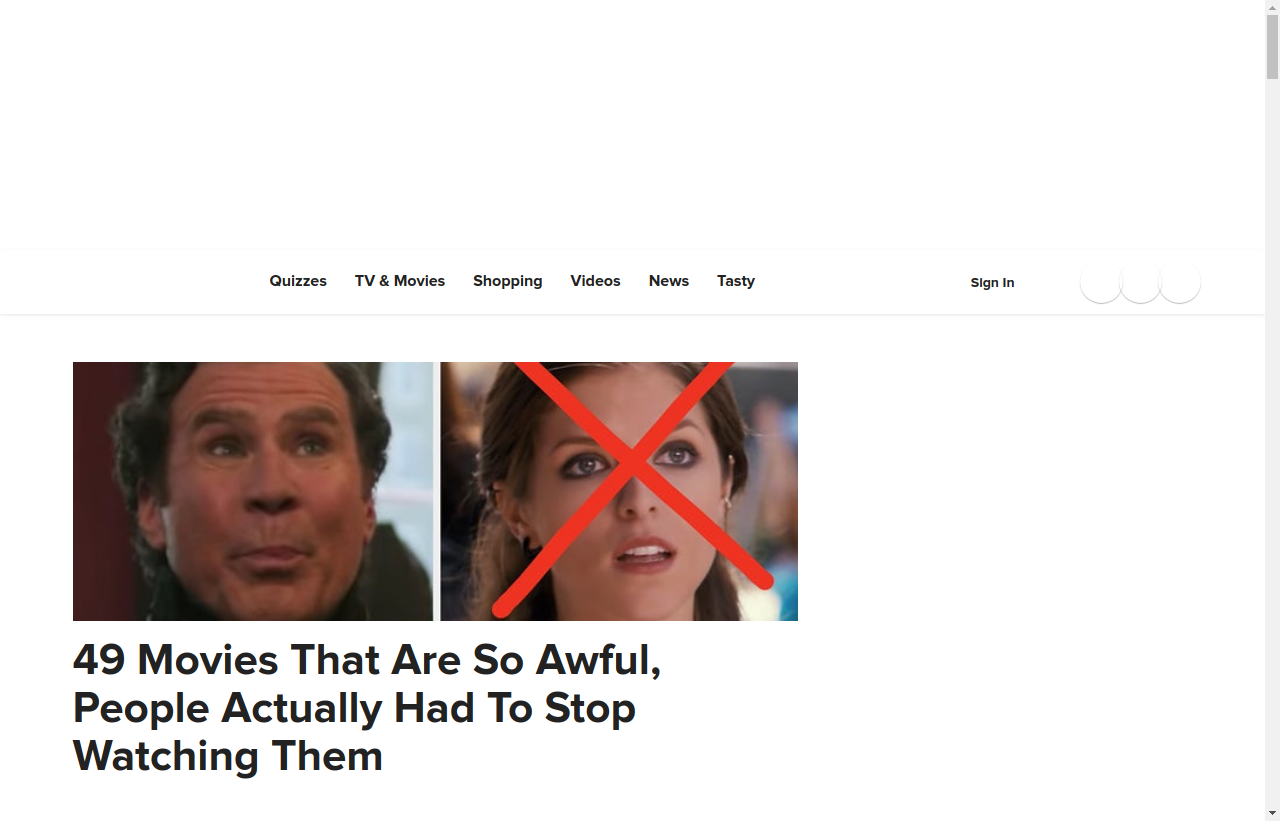 Quizzes TV & Movies Shopping Videos News Tasty Sign In
49 Movies That Are So Awful,
People Actually Had To Stop
Watching Them